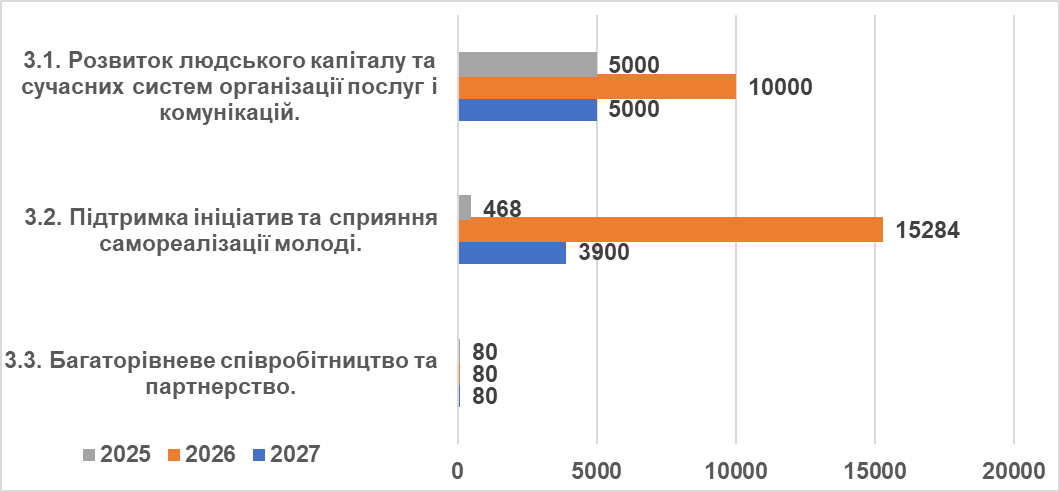 3.1. Розвиток людського капіталу та
сучасних систем організації послуг і
комунікацій.
5000
10000
5000
3.2. Підтримка ініціатив та сприяння
самореалізації молоді.
468
15284
3900
3.3. Багаторівневе співробітництво та
партнерство.
80
80
80
2025 2026 2027
0 5000 10000 15000 20000